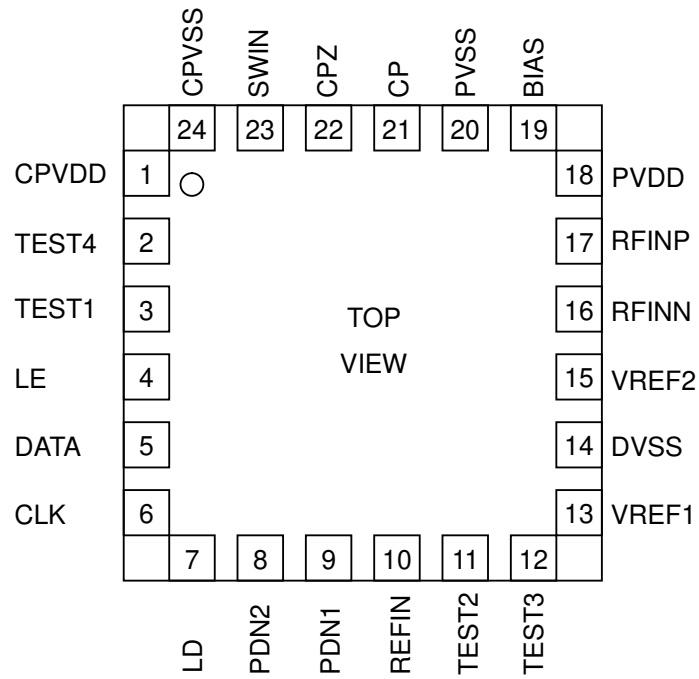 CPVSS SWIN CPZ CP PVSS BIAS
24 23 22 21 20 19
CPVDD 1 18 PVDD
TEST4 2 17 RFINP
TEST1 3 16 RFINN
TOP
LE 4 15 VREF2
VIEW
DATA 5 14 DVSS
CLK 6 13 VREF1
7 8 9 10 11 12
LD PDN2 PDN1 REFIN TEST2 TEST3